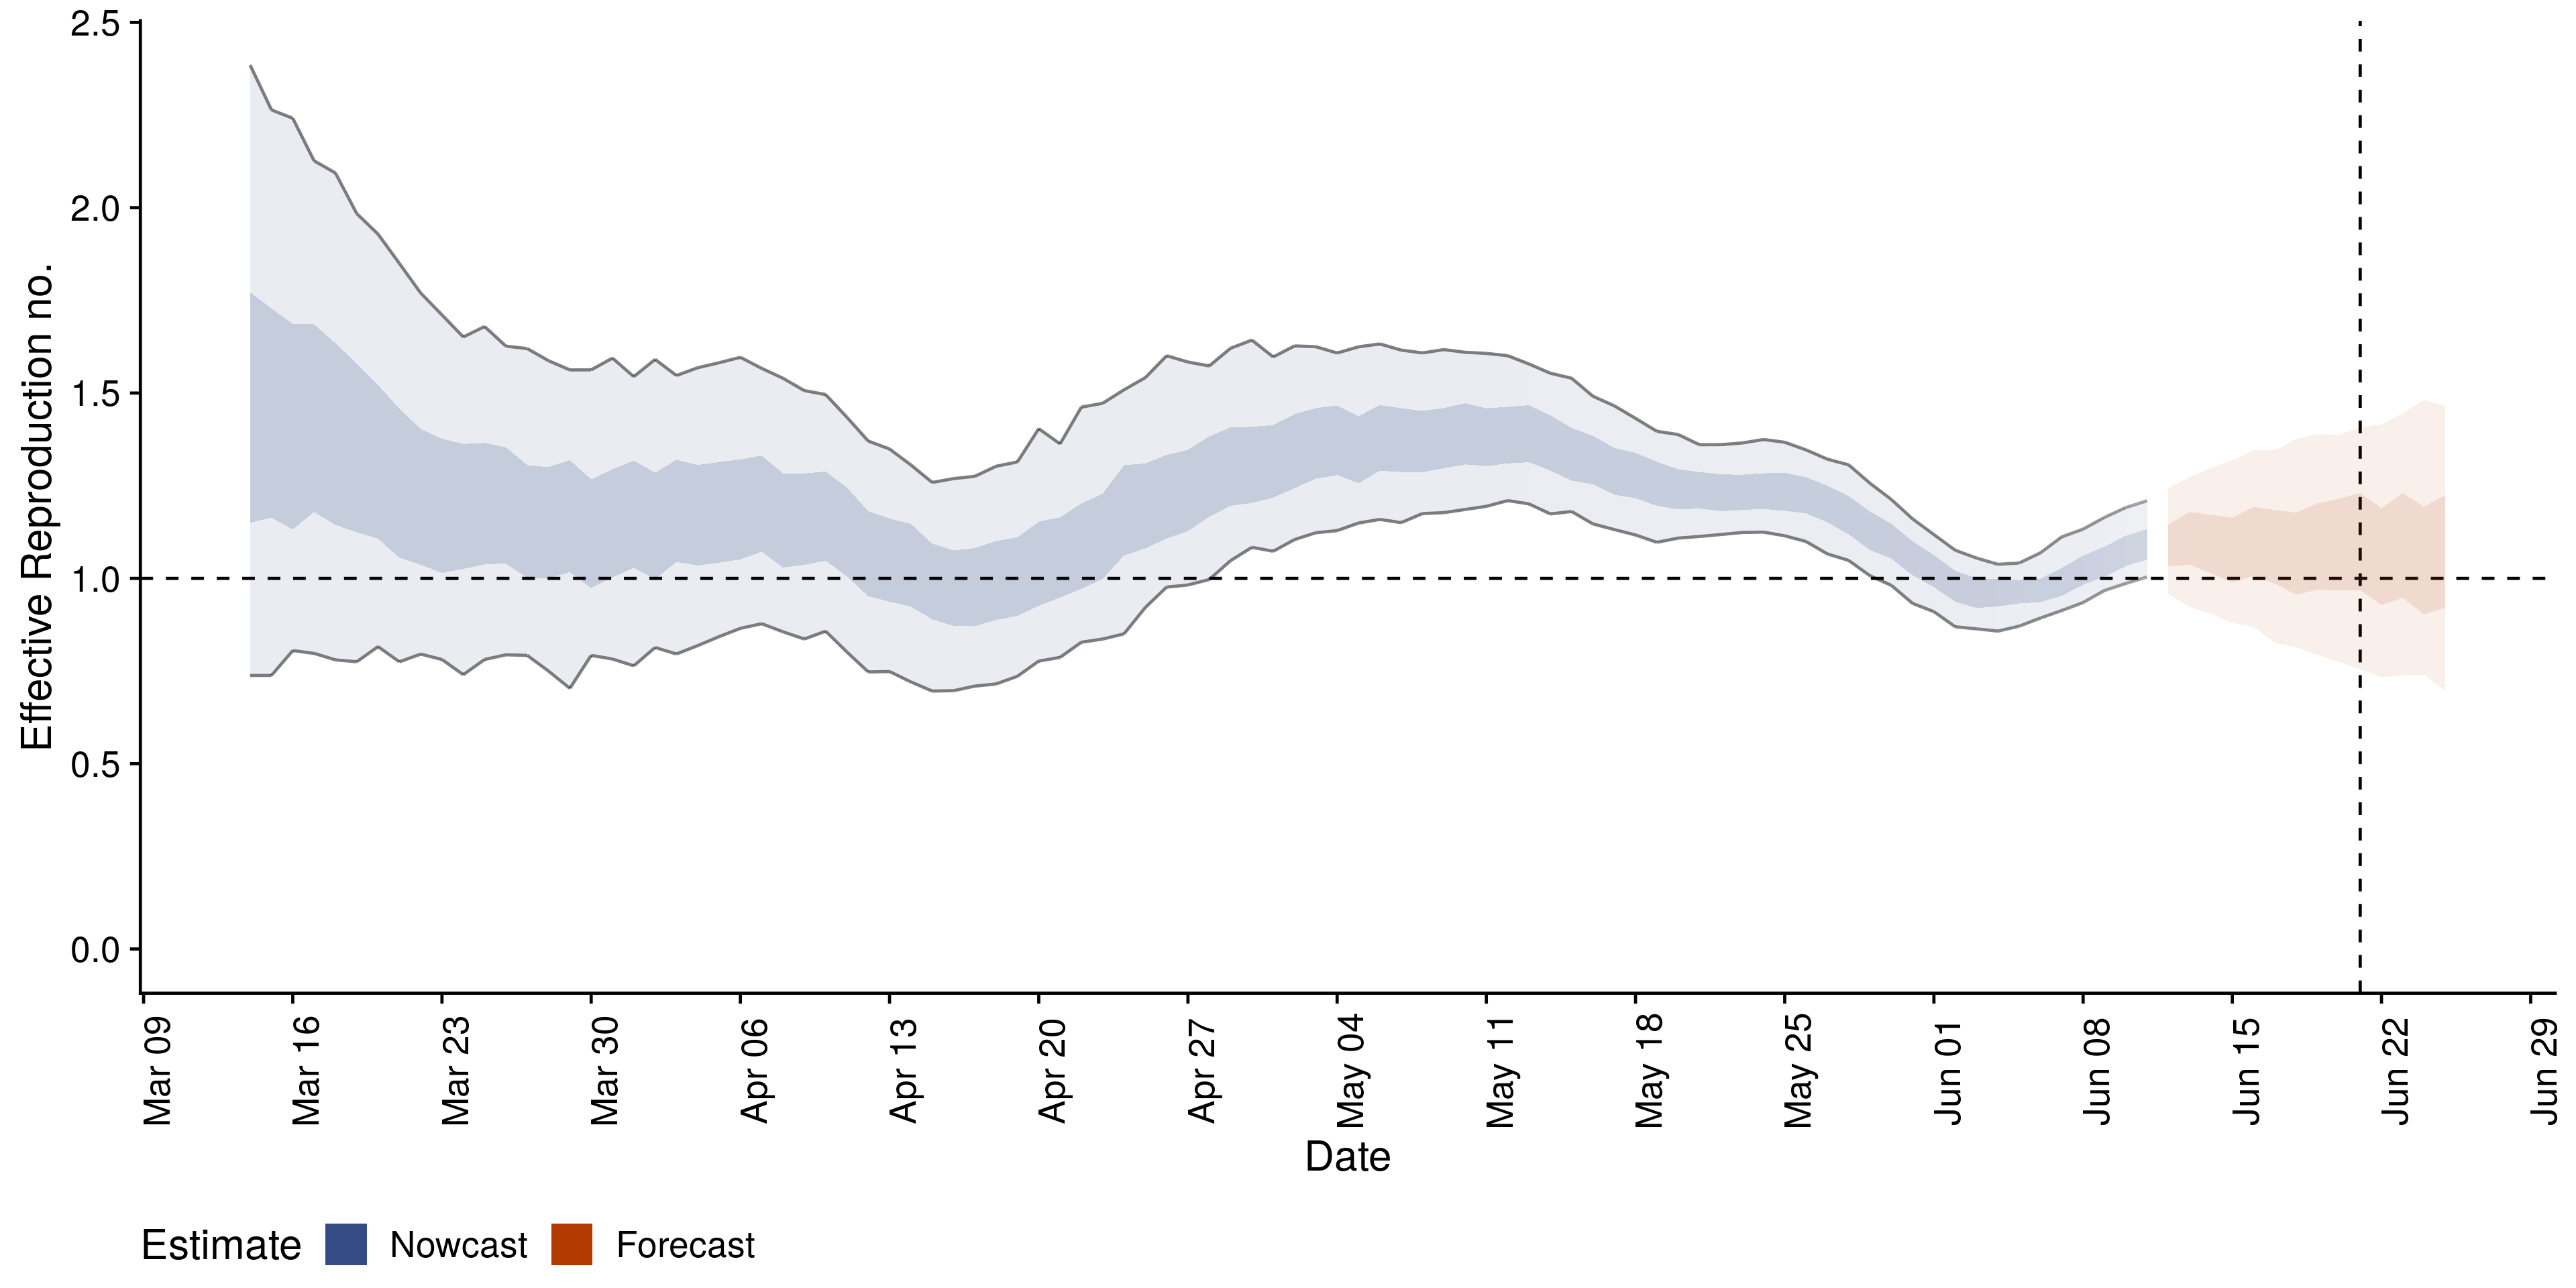 Effective Reproduction no.
2.5
2.0
1.5
1.0
0.5
0.0
Mar 09
Mar 16
Mar 23
Mar 30
Apr 06
Apr 13
Apr 20
Apr 27
May 04
May 11
May 18
May 25
Jun 01
Jun 08
Jun 15
Jun 22
Jun 29
Date
Estimate Nowcast Forecast